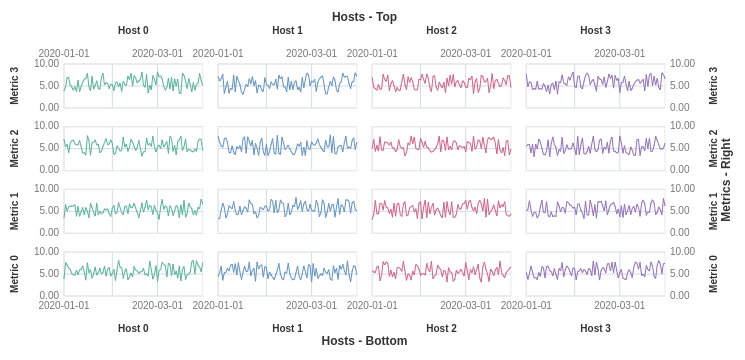 Hosts - Top
Host 0 Host 1 Host 2 Host 3
2020-01-01 2020-03-01 2020-01-01 2020-03-01 2020-01-01 2020-03-01 2020-01-01 2020-03-01
10.00 10.00
Metric 3 5.00 5.00 Metric 3
0.00 0.00
10.00 10.00
Metric 2 5.00 5.00 Metric 2
0.00 0.00
Metrics - Right
10.00 10.00
Metric 1 5.00 5.00 Metric 1
0.00 0.00
10.00 10.00
Metric 0 5.00 5.00 Metric 0
0.00 0.00
2020-01-01 2020-03-01 2020-01-01 2020-03-01 2020-01-01 2020-03-01 2020-01-01 2020-03-01
Host 0 Host 1 Host 2 Host 3
Hosts - Bottom